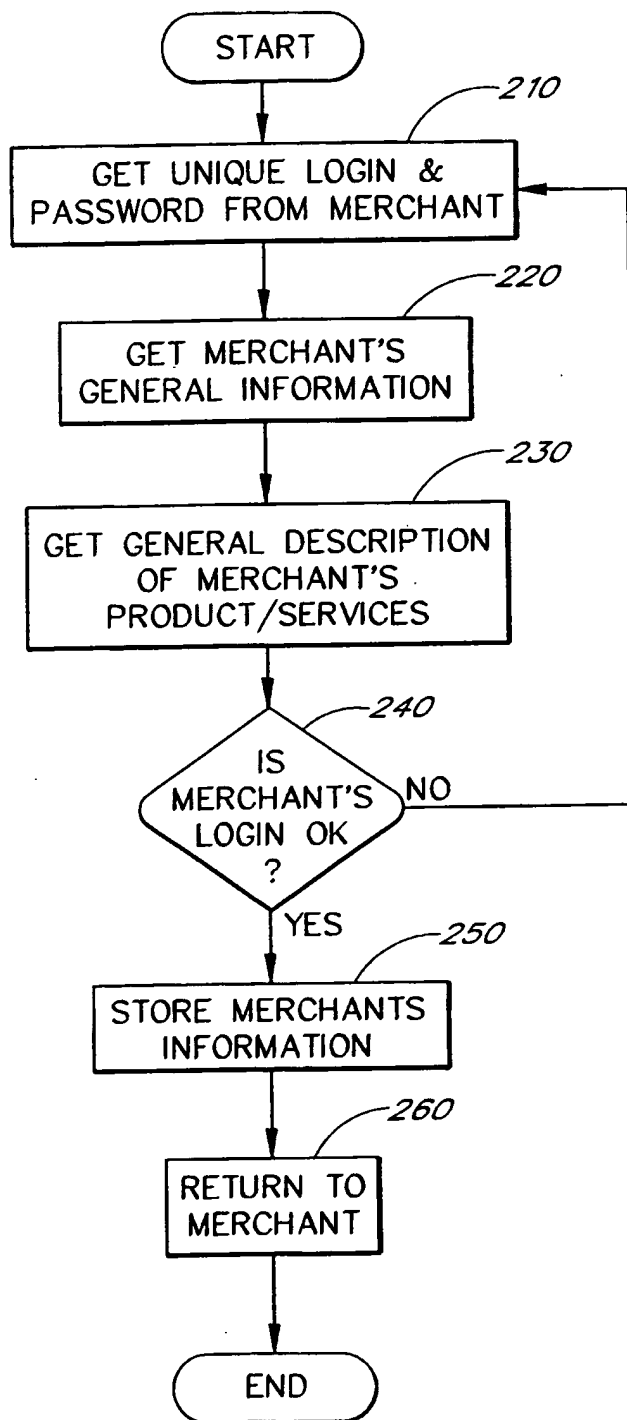 START
210
GET UNIQUE LOGIN &
PASSWORD FROM MERCHANT
220
GET MERCHANT'S
GENERAL INFORMATION
230
GET GENERAL DESCRIPTION
OF MERCHANT'S
PRODUCT/SERVICES
240
IS
MERCHANT'S
LOGIN OK
?
NO
YES
250
STORE MERCHANTS
INFORMATION
260
RETURN TO
MERCHANT
END